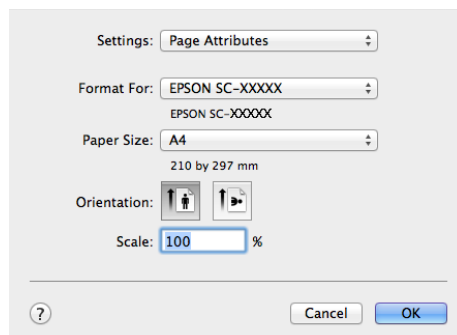 Settings: Page Attributes
Format For: EPSON SC-XXXXX
EPSON SC-XXXXX
Paper Size: A4
210 by 297 mm
Orientation:
Scale: 100 %
? Cancel OK